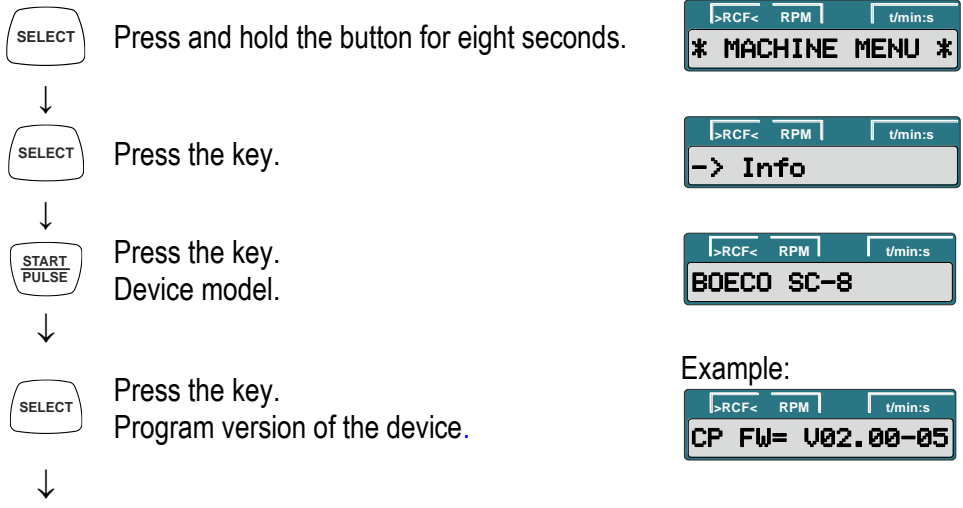 SELECT
Press and hold the button for eight seconds.
>RCF< RPM t/min:s
* MACHINE MENU *
↓
SELECT
Press the key.
>RCF< RPM t/min:s
-> Info
↓
START
PULSE
Press the key.
Device model.
>RCF< RPM t/min:s
BOECO SC-8
↓
SELECT
Press the key.
Program version of the device.
Example:
>RCF< RPM t/min:s
CP FW= V02.00-05
↓